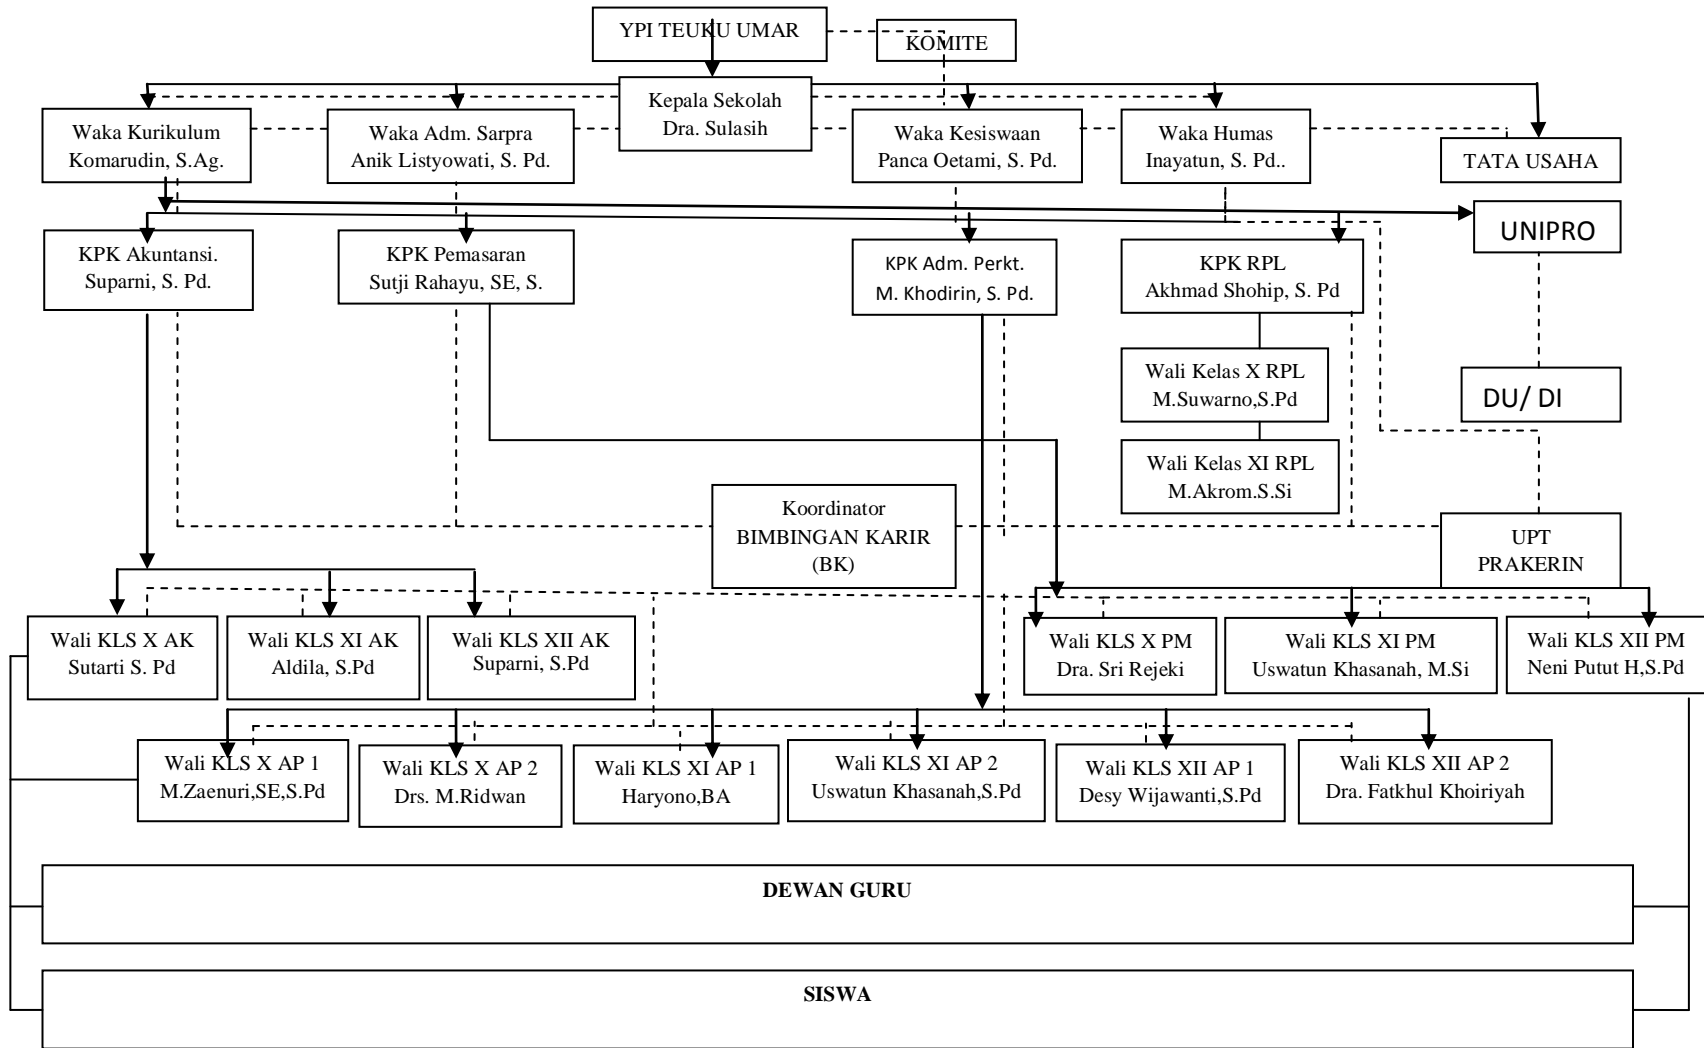 YPI TEUKU UMAR
KOMITE
Kepala Sekolah
Dra. Sulasih
Waka Kurikulum
Komarudin, S.Ag.
Waka Adm. Sarpra
Anik Listyowati, S. Pd.
Waka Kesiswaan
Panca Oetami, S. Pd.
Waka Humas
Inayatun, S. Pd..
TATA USAHA
UNIPRO
KPK Akuntansi.
Suparni, S. Pd.
KPK Pemasaran
Sutji Rahayu, SE, S.
KPK Adm. Perkt.
M. Khodirin, S. Pd.
KPK RPL
Akhmad Shohip, S. Pd
Wali Kelas X RPL
M.Suwarno,S.Pd
DU/ DI
Wali Kelas XI RPL
M.Akrom.S.Si
Koordinator
BIMBINGAN KARIR
(BK)
UPT
PRAKERIN
Wali KLS X AK
Sutarti S. Pd
Wali KLS XI AK
Aldila, S.Pd
Wali KLS XII AK
Suparni, S.Pd
Wali KLS X PM
Dra. Sri Rejeki
Wali KLS XI PM
Uswatun Khasanah, M.Si
Wali KLS XII PM
Neni Putut H,S.Pd
Wali KLS X AP 1
M.Zaenuri,SE,S.Pd
Wali KLS X AP 2
Drs. M.Ridwan
Wali KLS XI AP 1
Haryono,BA
Wali KLS XI AP 2
Uswatun Khasanah,S.Pd
Wali KLS XII AP 1
Desy Wijawanti,S.Pd
Wali KLS XII AP 2
Dra. Fatkhul Khoiriyah
DEWAN GURU
SISWA